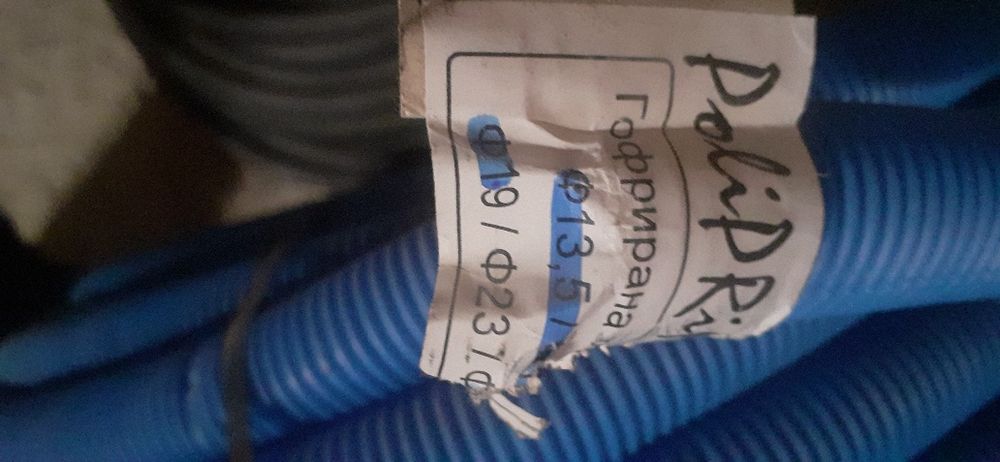 PoliPRi
Гофрирана
Ф13,5 /
Ф19 / Ф23 / Ф